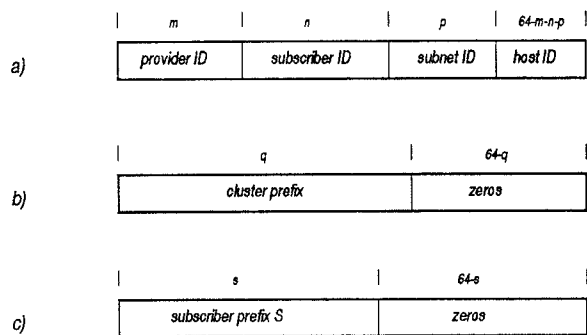 m n p 64-m-n-p
a) provider ID subscriber ID subnet ID host ID
q 64-q
b) cluster prefix zeros
s 64-s
c) subscriber prefix S zeros